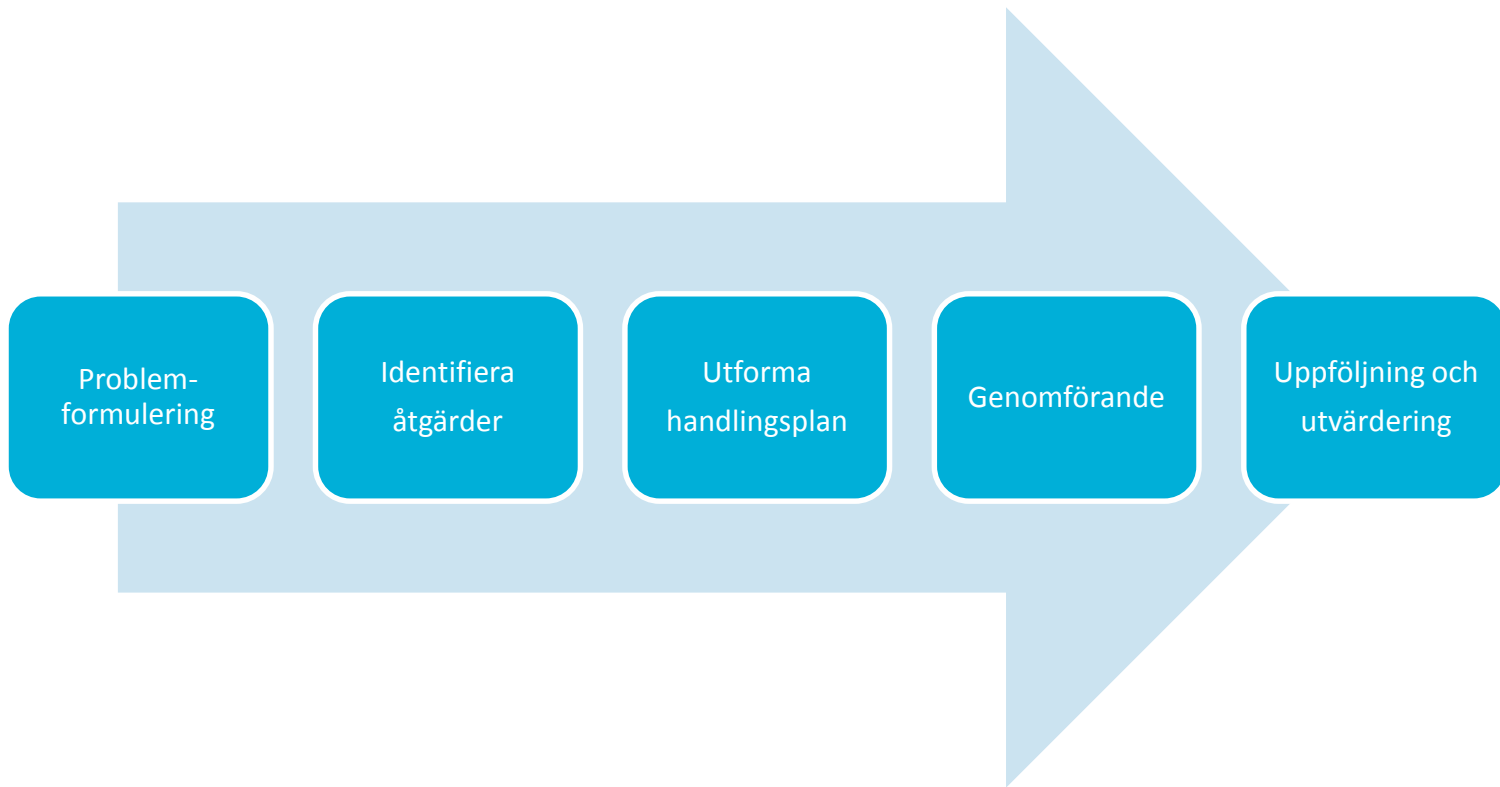 Problem-
formulering
Identifiera
åtgärder
Utforma
handlingsplan
Genomförande
Uppföljning och
utvärdering